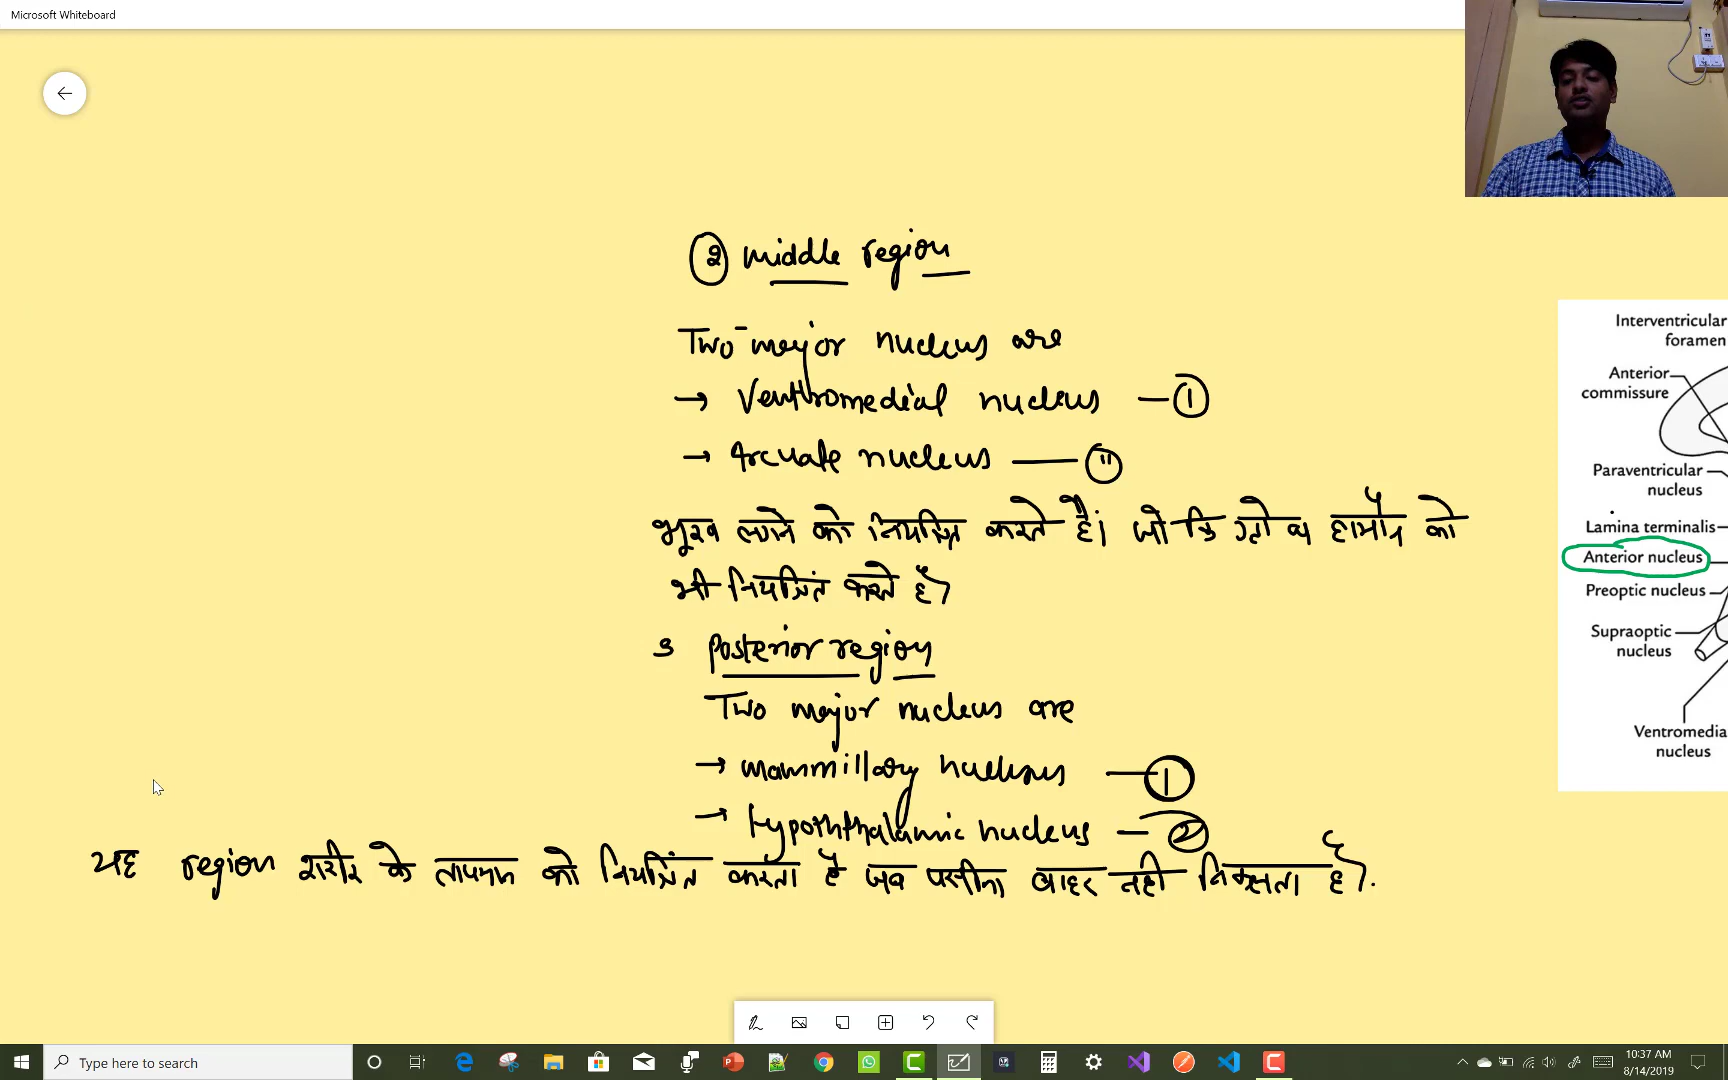 Microsoft Whiteboard
② middle region
Two major nucleus are
→ Venthromedial nucleus — ①
→ Arcuate nucleus — ⑪
भूख लगने को नियंत्रित करते है। जो कि ग्रोथ हार्मोन को
भी नियंत्रित करते है
3 Posterior region
Two major nucleus are
→ mammillary nucleus — ①
→ Hypoththalamic nucleus — ②
यह region शरीर के तापमान को नियंत्रित करता है जब पसीना बाहर नही निकलता है।
Interventricular
foramen
Anterior
commissure
Paraventricular
nucleus
Lamina terminalis
Anterior nucleus
Preoptic nucleus
Supraoptic
nucleus
Ventromedia
nucleus
Type here to search
10:37 AM
8/14/2019